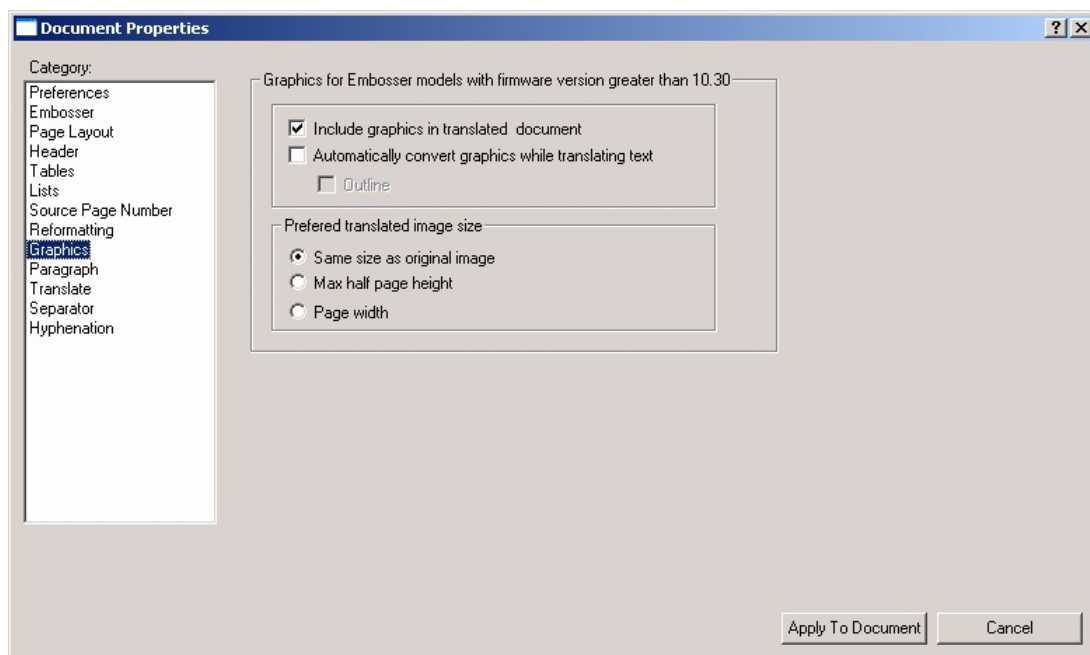 Document Properties
Category:
Preferences
Embosser
Page Layout
Header
Tables
Lists
Source Page Number
Reformatting
Graphics
Paragraph
Translate
Separator
Hyphenation
Graphics for Embosser models with firmware version greater than 10.30
Include graphics in translated document
Automatically convert graphics while translating text
Outline
Prefered translated image size
Same size as original image
Max half page height
Page width
Apply To Document
Cancel